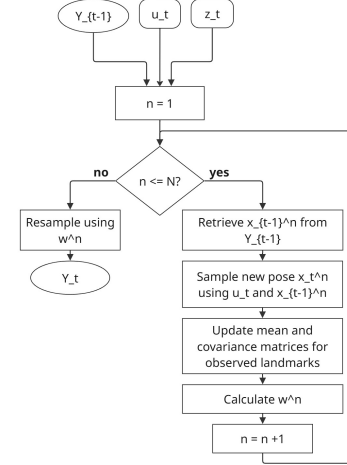 Y_{t-1}
u_t
z_t
n = 1
no
n <= N?
yes
Resample using
w^n
Y_t
Retrieve x_{t-1}^n from
Y_{t-1}
Sample new pose x_t^n
using u_t and x_{t-1}^n
Update mean and
covariance matrices for
observed landmarks
Calculate w^n
n = n +1